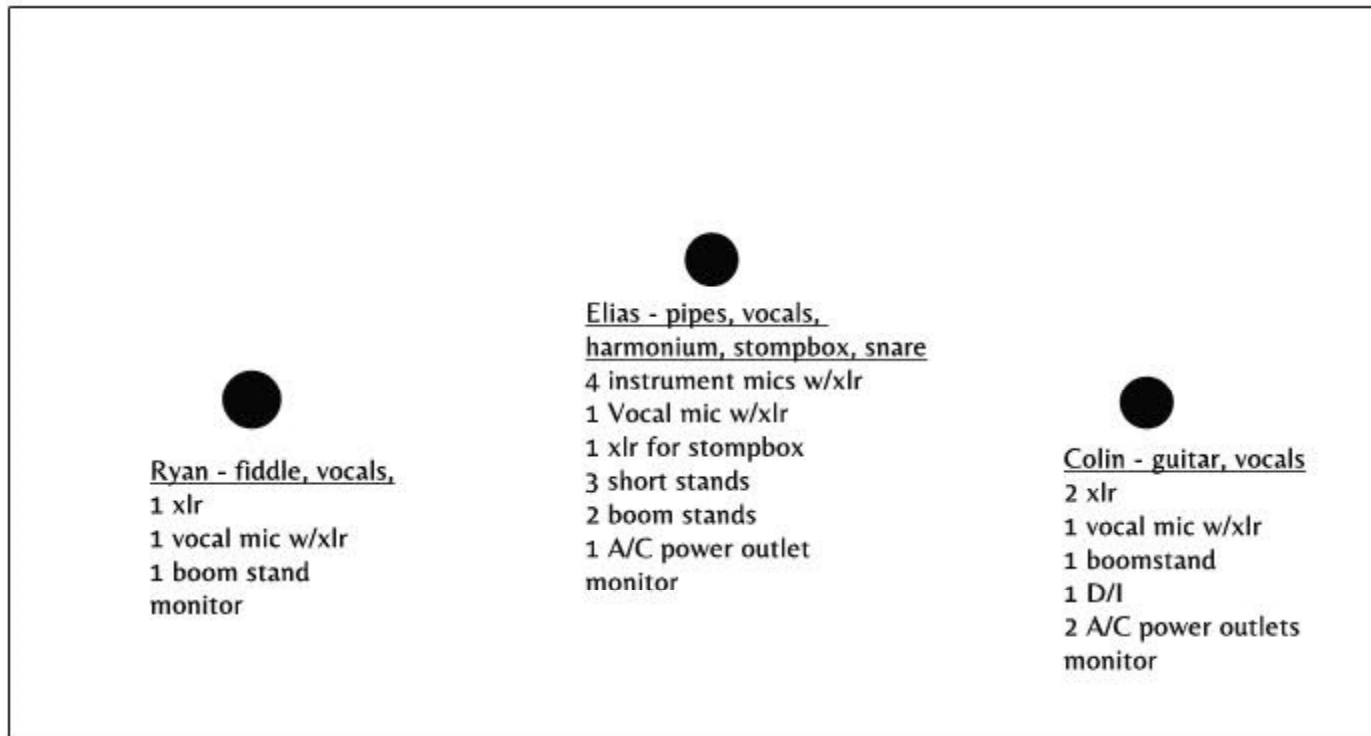 Elias - pipes, vocals,
harmonium, stompbox, snare
4 instrument mics w/xlr
1 Vocal mic w/xlr
1 xlr for stompbox
3 short stands
2 boom stands
1 A/C power outlet
monitor
Ryan - fiddle, vocals,
1 xlr
1 vocal mic w/xlr
1 boom stand
monitor
Colin - guitar, vocals
2 xlr
1 vocal mic w/xlr
1 boomstand
1 D/I
2 A/C power outlets
monitor